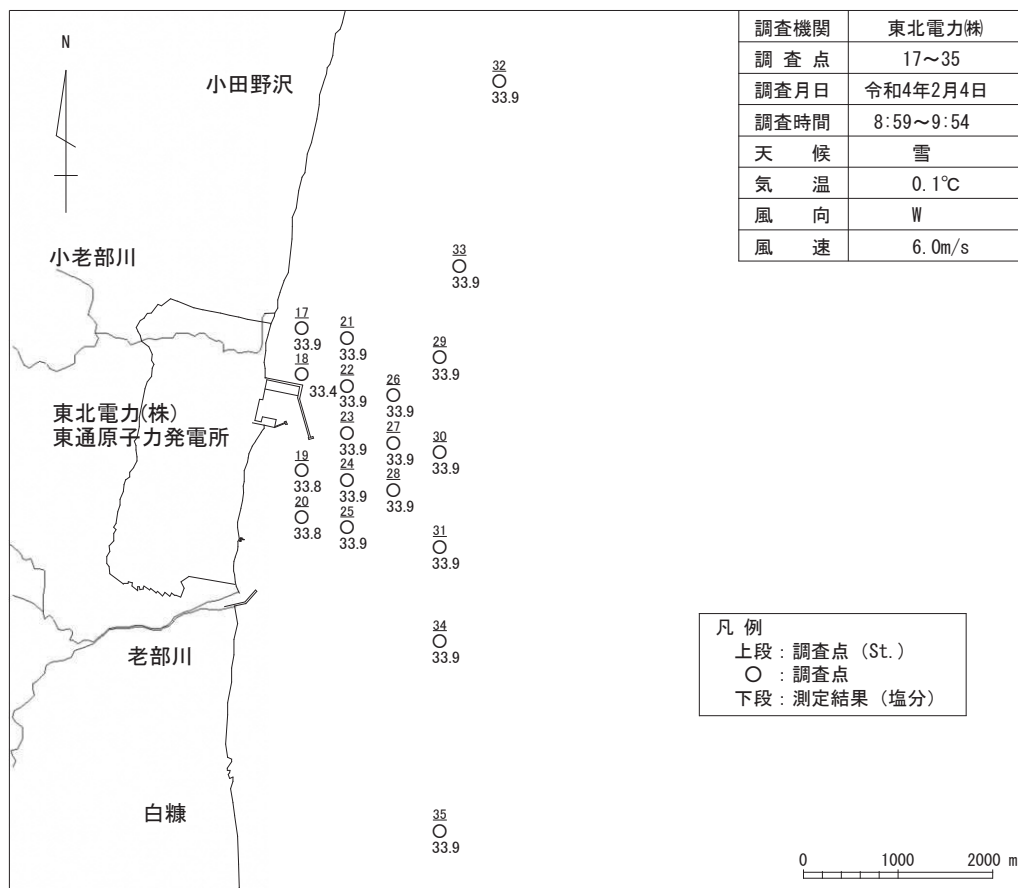 調査機関 東北電力㈱
調査点 17～35
調査月日 令和4年2月4日
調査時間 8:59～9:54
天候 雪
気温 0.1℃
風向 W
風速 6.0m/s
N
小田野沢
32
33.9
小老部川
33
33.9
17
33.9
21
33.9
29
33.9
18
33.4
22
33.9
26
33.9
東北電力(株)
東通原子力発電所
23
33.9
27
33.9
30
33.9
19
33.8
24
33.9
28
33.9
20
33.8
25
33.9
31
33.9
老部川
34
33.9
凡 例
上段：調査点（St.）
○ ：調査点
下段：測定結果（塩分）
白糠
35
33.9
0 1000 2000 m